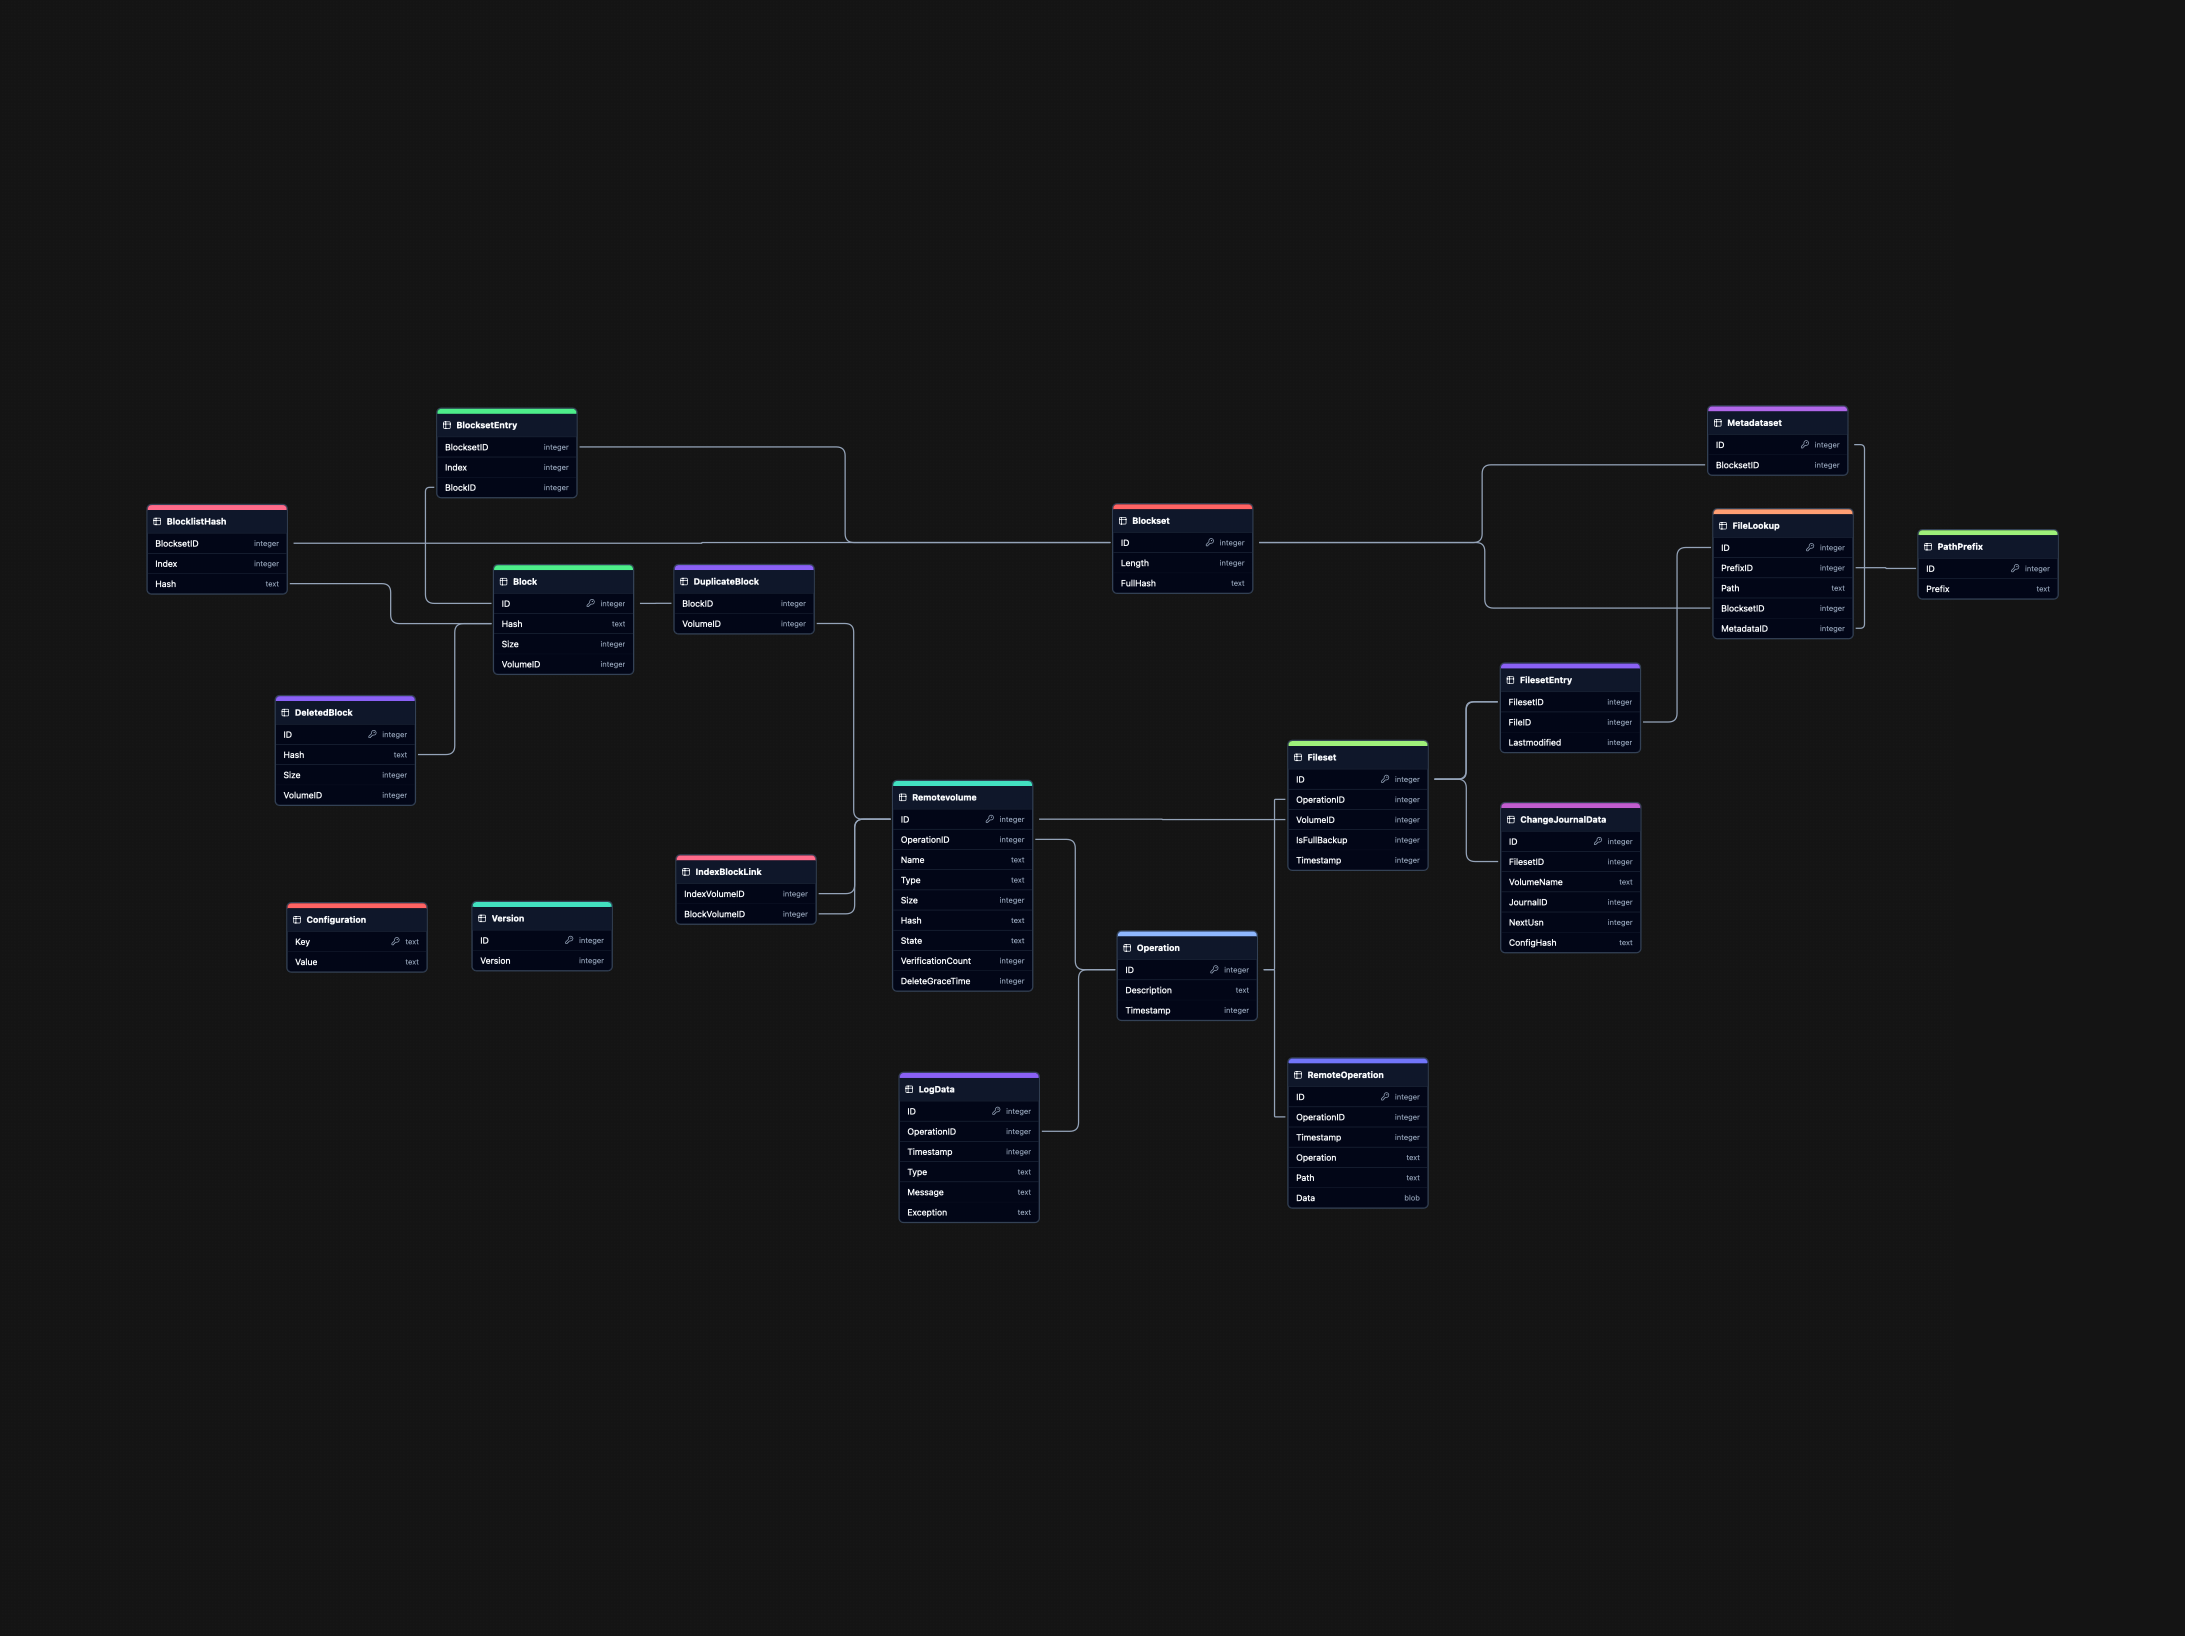 BlocksetEntry
BlocksetID integer
Index integer
BlockID integer
BlocklistHash
BlocksetID integer
Index integer
Hash text
Block
ID integer
Hash text
Size integer
VolumeID integer
DuplicateBlock
BlockID integer
VolumeID integer
DeletedBlock
ID integer
Hash text
Size integer
VolumeID integer
Configuration
Key text
Value text
Version
ID integer
Version integer
IndexBlockLink
IndexVolumeID integer
BlockVolumeID integer
Remotevolume
ID integer
OperationID integer
Name text
Type text
Size integer
Hash text
State text
VerificationCount integer
DeleteGraceTime integer
LogData
ID integer
OperationID integer
Timestamp integer
Type text
Message text
Exception text
Blockset
ID integer
Length integer
FullHash text
Operation
ID integer
Description text
Timestamp integer
Fileset
ID integer
OperationID integer
VolumeID integer
IsFullBackup integer
Timestamp integer
RemoteOperation
ID integer
OperationID integer
Timestamp integer
Operation text
Path text
Data blob
FilesetEntry
FilesetID integer
FileID integer
Lastmodified integer
ChangeJournalData
ID integer
FilesetID integer
VolumeName text
JournalID integer
NextUsn integer
ConfigHash text
Metadataset
ID integer
BlocksetID integer
FileLookup
ID integer
PrefixID integer
Path text
BlocksetID integer
MetadataID integer
PathPrefix
ID integer
Prefix text